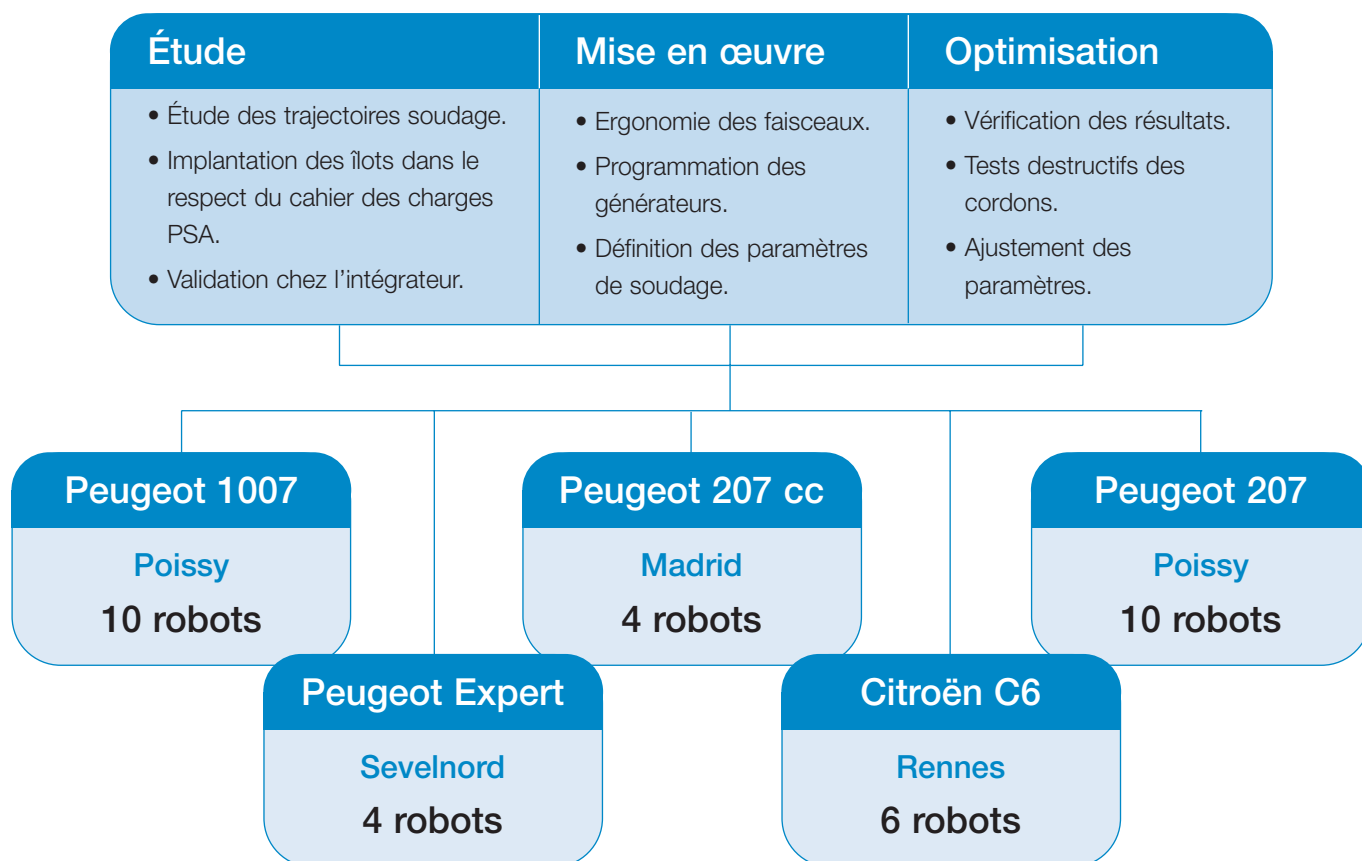 Étude
• Étude des trajectoires soudage.
• Implantation des îlots dans le
respect du cahier des charges
PSA.
• Validation chez l’intégrateur.
Mise en œuvre
• Ergonomie des faisceaux.
• Programmation des
générateurs.
• Définition des paramètres
de soudage.
Optimisation
• Vérification des résultats.
• Tests destructifs des
cordons.
• Ajustement des
paramètres.
Peugeot 1007
Poissy
10 robots
Peugeot 207 cc
Madrid
4 robots
Peugeot 207
Poissy
10 robots
Peugeot Expert
Sevelnord
4 robots
Citroën C6
Rennes
6 robots